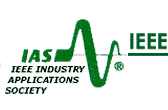 IEEE
IAS
®
IEEE INDUSTRY
APPLICATIONS
SOCIETY